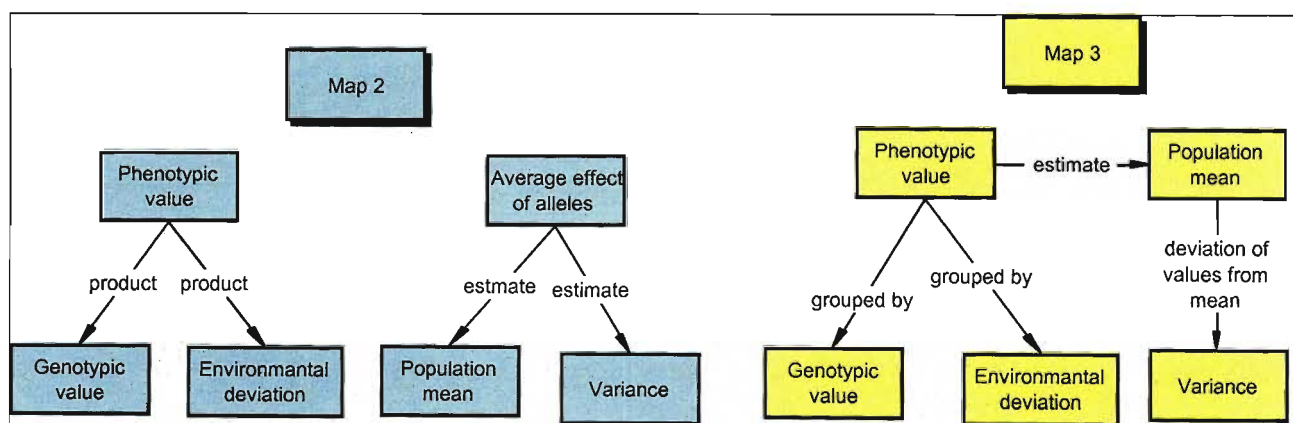 Map 2
Phenotypic
value
product
product
Genotypic
value
Environmantal
deviation
Average effect
of alleles
estmate
estimate
Population
mean
Variance
Map 3
Phenotypic
value
estimate
Population
mean
grouped by
grouped by
deviation of
values from
mean
Genotypic
value
Environmantal
deviation
Variance